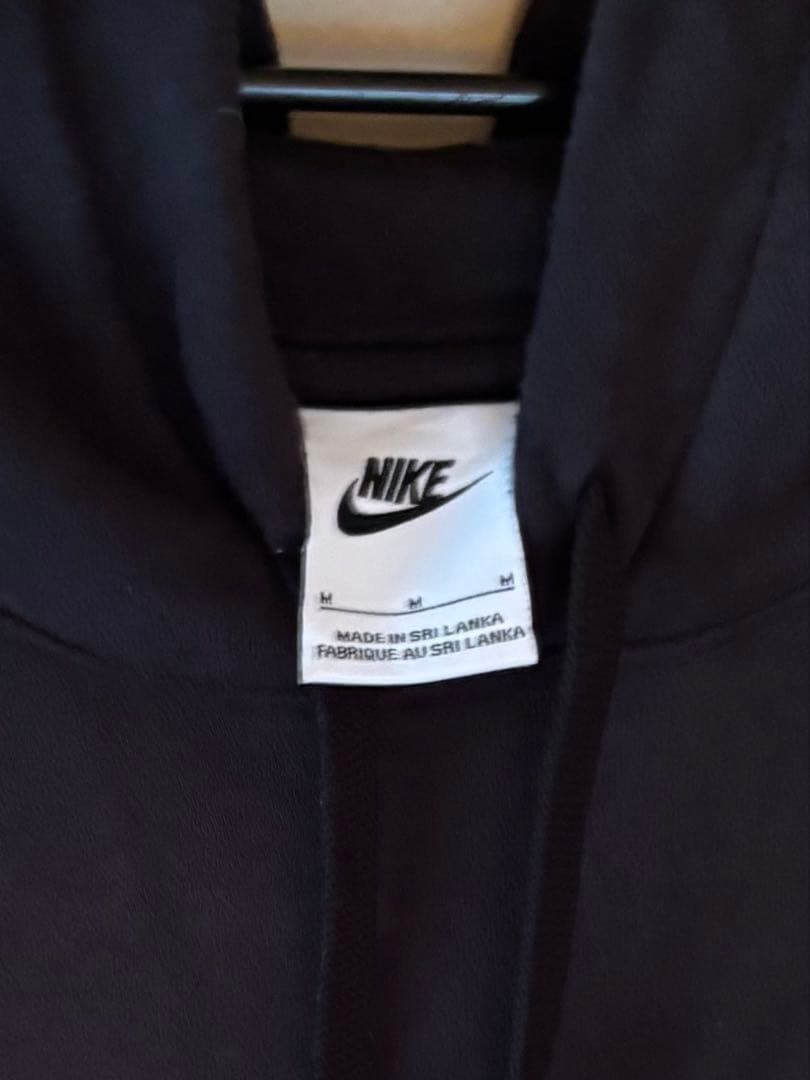 NIKE
M M M
MADE IN SRI LANKA
FABRIQUE AU SRI LANKA